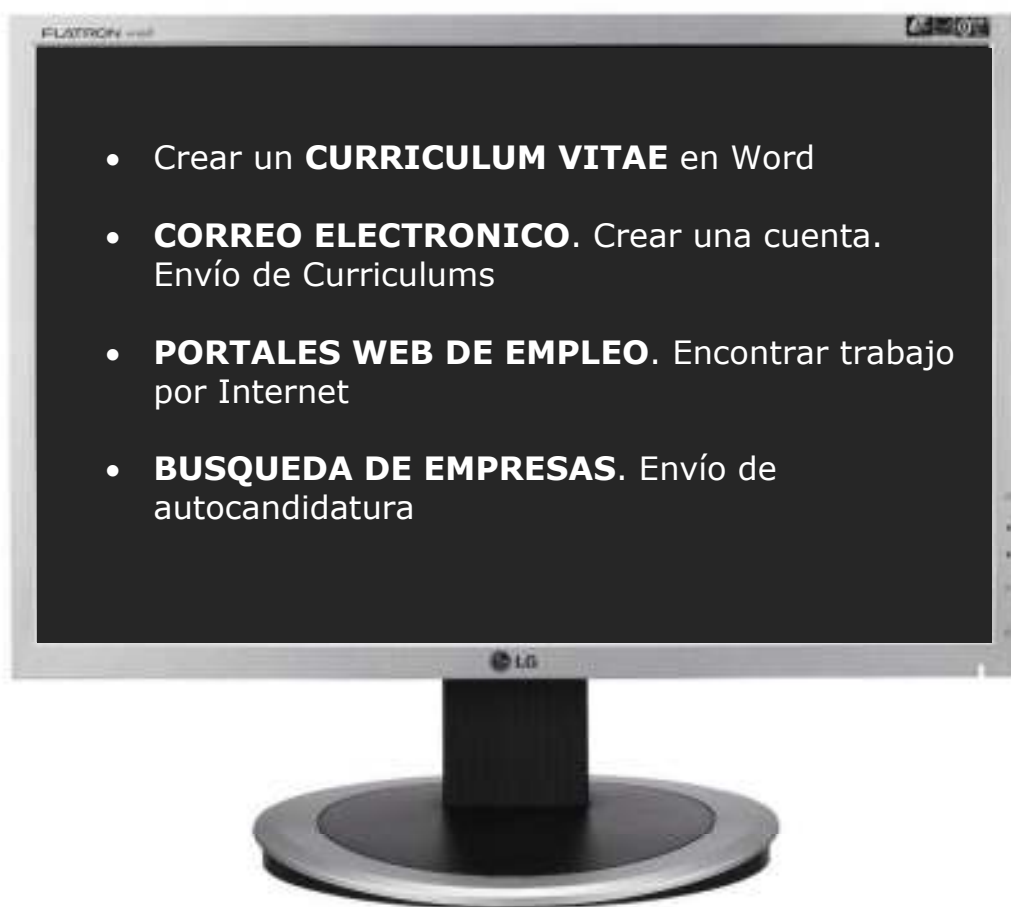 FLATRON
• Crear un CURRICULUM VITAE en Word
• CORREO ELECTRONICO. Crear una cuenta.
Envío de Curriculums
• PORTALES WEB DE EMPLEO. Encontrar trabajo
por Internet
• BUSQUEDA DE EMPRESAS. Envío de
autocandidatura
LG